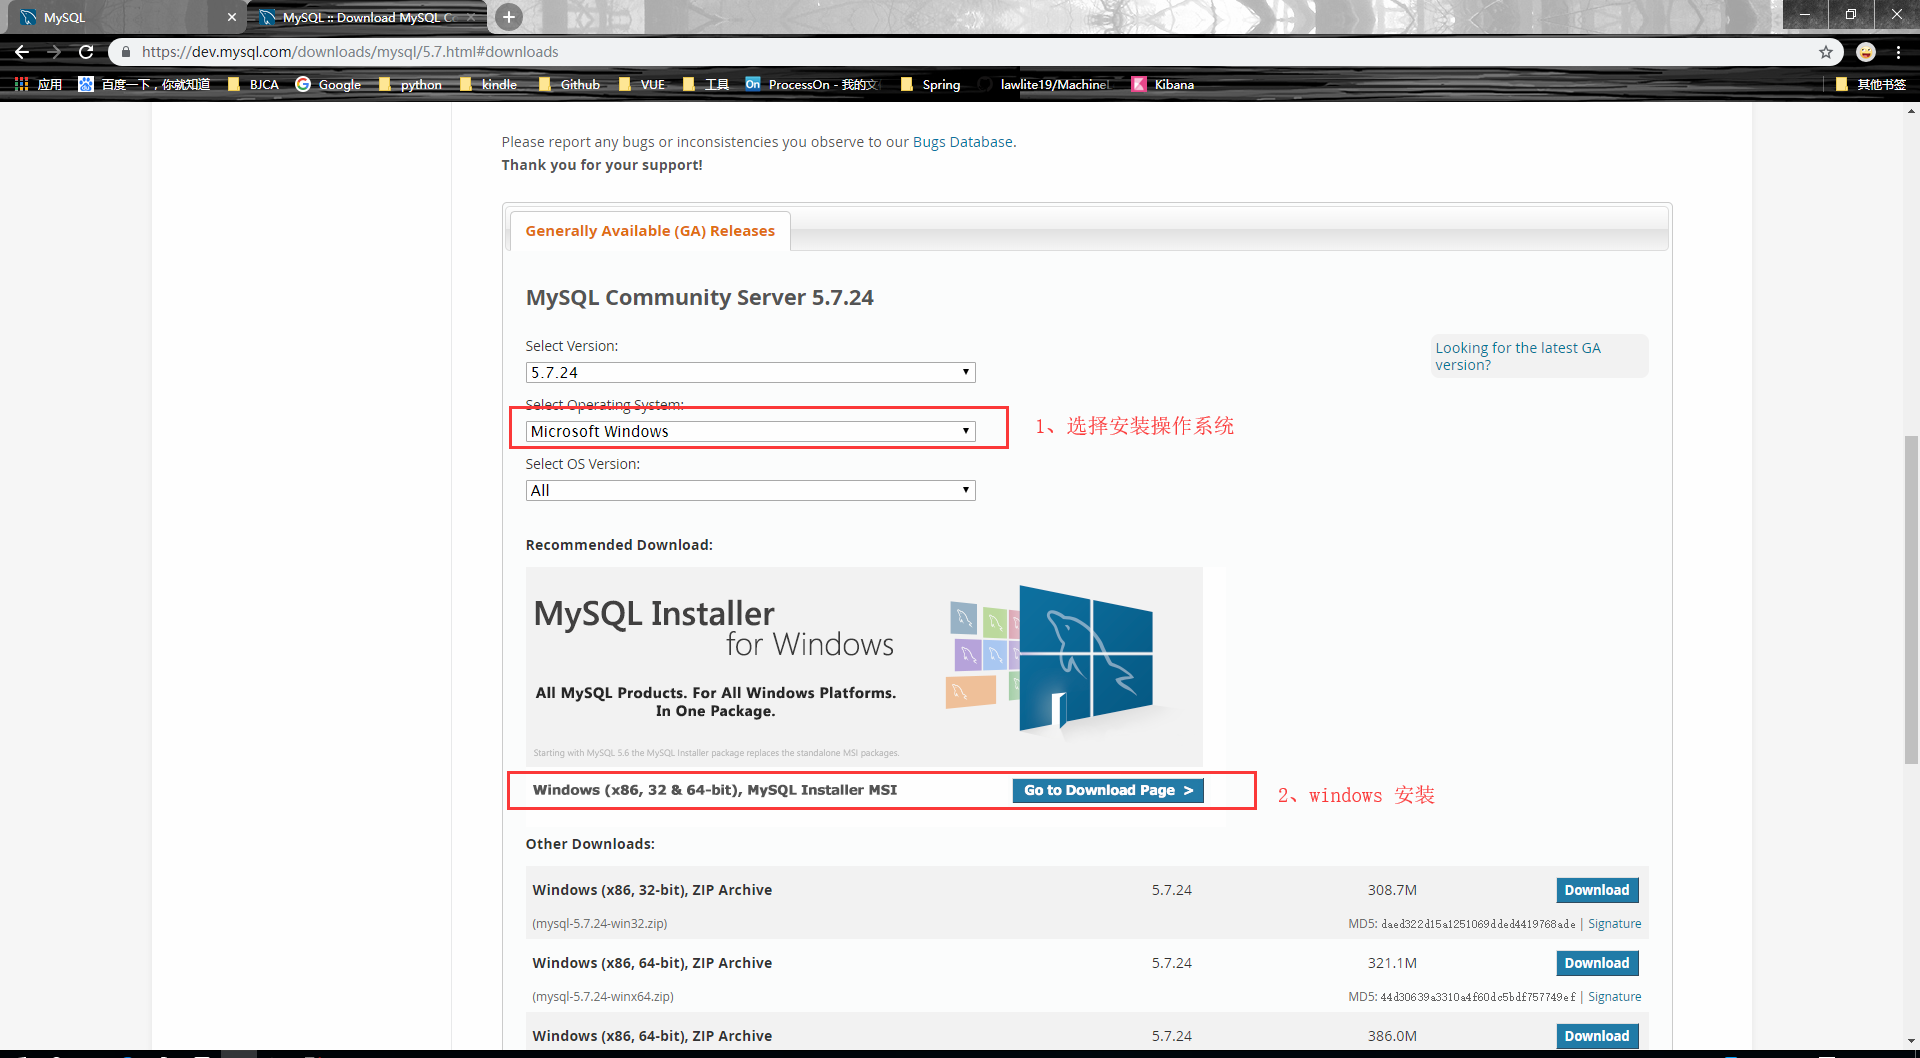 MySQL
MySQL :: Download MySQL C
https://dev.mysql.com/downloads/mysql/5.7.html#downloads
应用 百度一下，你就知道 BJCA Google python kindle Github VUE 工具 ProcessOn - 我的文 Spring lawlite19/Machine Kibana 其他书签
Please report any bugs or inconsistencies you observe to our Bugs Database.
Thank you for your support!
Generally Available (GA) Releases
MySQL Community Server 5.7.24
Select Version:
5.7.24
Looking for the latest GA
version?
Select Operating System:
Microsoft Windows
1、选择安装操作系统
Select OS Version:
All
Recommended Download:
MySQL Installer
for Windows
All MySQL Products. For All Windows Platforms.
In One Package.
Starting with MySQL 5.6 the MySQL Installer package replaces the standalone MSI packages.
Windows (x86, 32 & 64-bit), MySQL Installer MSI Go to Download Page >
2、windows 安装
Other Downloads:
Windows (x86, 32-bit), ZIP Archive 5.7.24 308.7M Download
(mysql-5.7.24-win32.zip) MD5: daed322d15a1251069dded4419768ade | Signature
Windows (x86, 64-bit), ZIP Archive 5.7.24 321.1M Download
(mysql-5.7.24-winx64.zip) MD5: 44d30639a3310a4f60dc5bdf757749ef | Signature
Windows (x86, 64-bit), ZIP Archive 5.7.24 386.0M Download